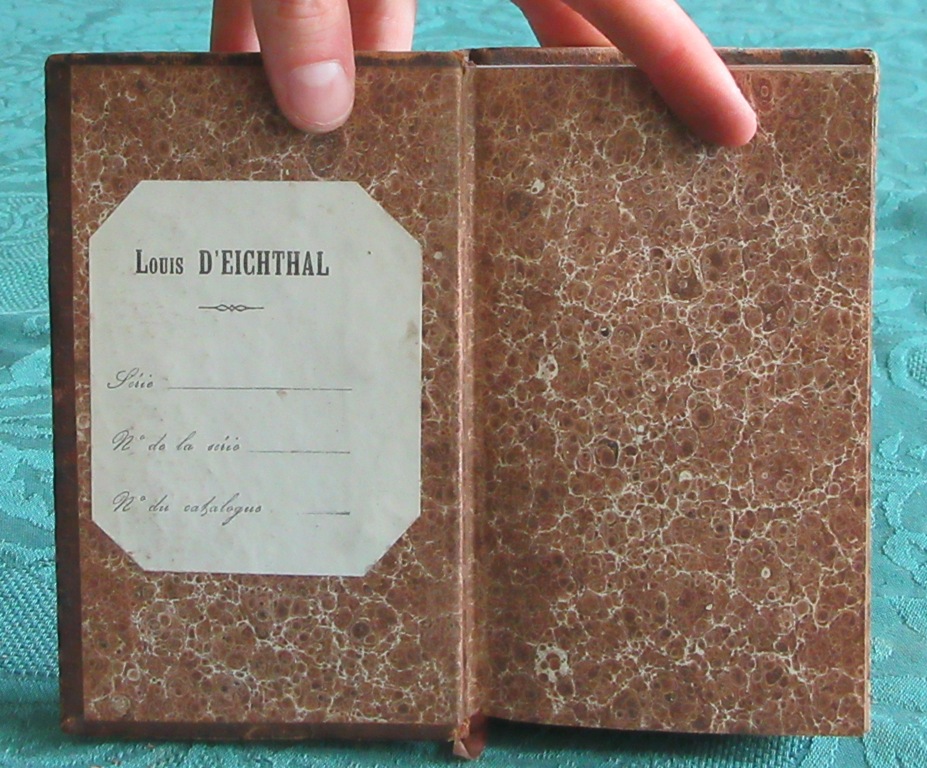 Louis D'EICHTHAL
Série
N° de la série
N° du catalogue